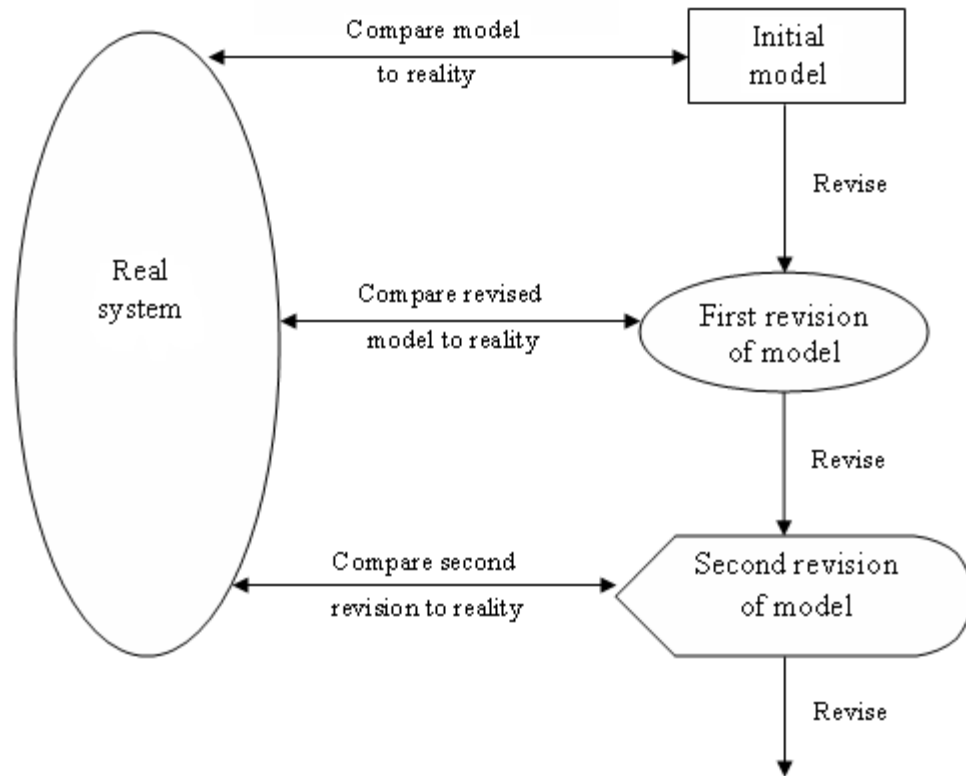 Compare model
to reality
Initial
model
Revise
Real
system
Compare revised
model to reality
First revision
of model
Revise
Compare second
revision to reality
Second revision
of model
Revise